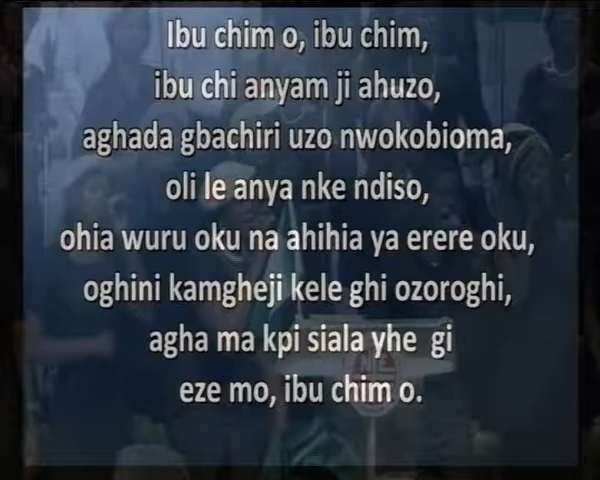 Ibu chim o, ibu chim,
ibu chi anyam ji ahuzo,
aghada gbachiri uzo nwokobioma,
oli le anya nke ndiso,
ohia wuru oku na ahihia ya erere oku,
oghini kamgheji kele ghi ozoroghi,
agha ma kpi siala yhe gi
eze mo, ibu chim o.